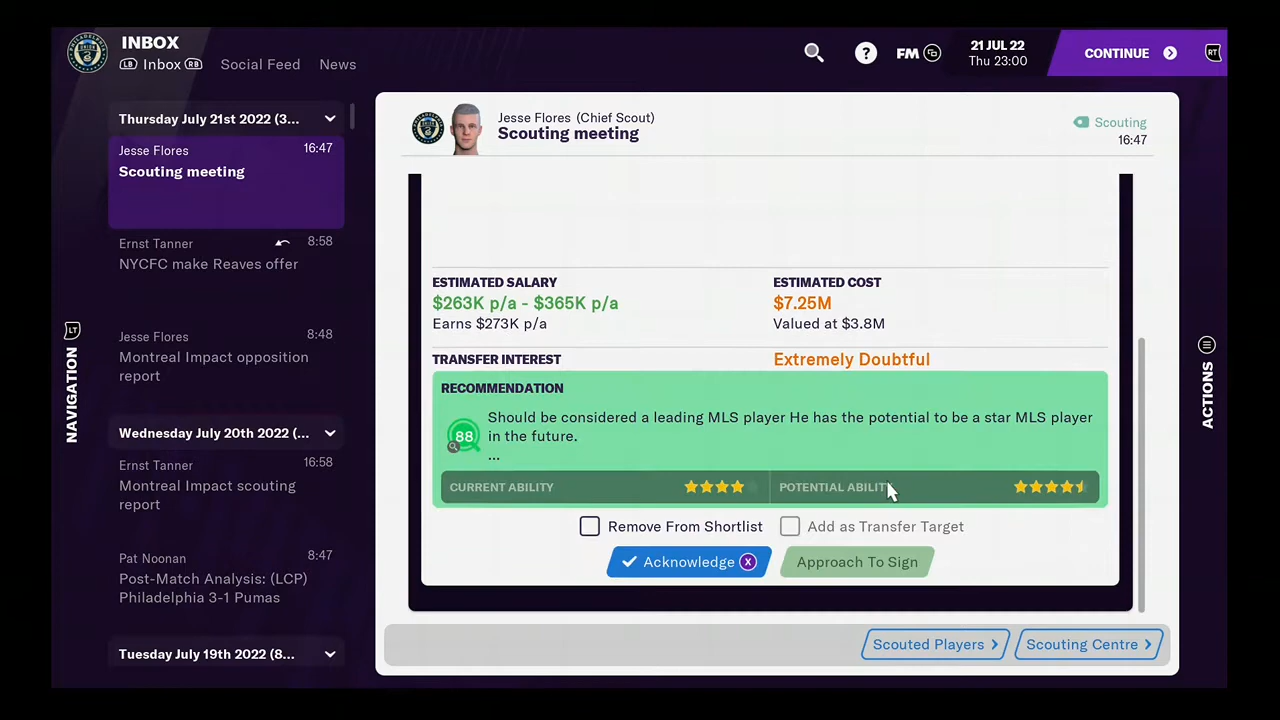 INBOX
LB Inbox RB Social Feed News
? FM
21 JUL 22
Thu 23:00
CONTINUE RT
Thursday July 21st 2022 (3...
Jesse Flores 16:47
Scouting meeting
Ernst Tanner 8:58
NYCFC make Reaves offer
Jesse Flores 8:48
Montreal Impact opposition
report
Wednesday July 20th 2022 (...
Ernst Tanner 16:58
Montreal Impact scouting
report
Pat Noonan 8:47
Post-Match Analysis: (LCP)
Philadelphia 3-1 Pumas
Tuesday July 19th 2022 (8...
LT
NAVIGATION
Jesse Flores (Chief Scout)
Scouting meeting
Scouting
16:47
ESTIMATED SALARY
$263K p/a - $365K p/a
Earns $273K p/a
ESTIMATED COST
$7.25M
Valued at $3.8M
TRANSFER INTEREST Extremely Doubtful
RECOMMENDATION
88
Should be considered a leading MLS player He has the potential to be a star MLS player
in the future.
...
CURRENT ABILITY POTENTIAL ABILITY
Remove From Shortlist Add as Transfer Target
Acknowledge X Approach To Sign
Scouted Players Scouting Centre
ACTIONS